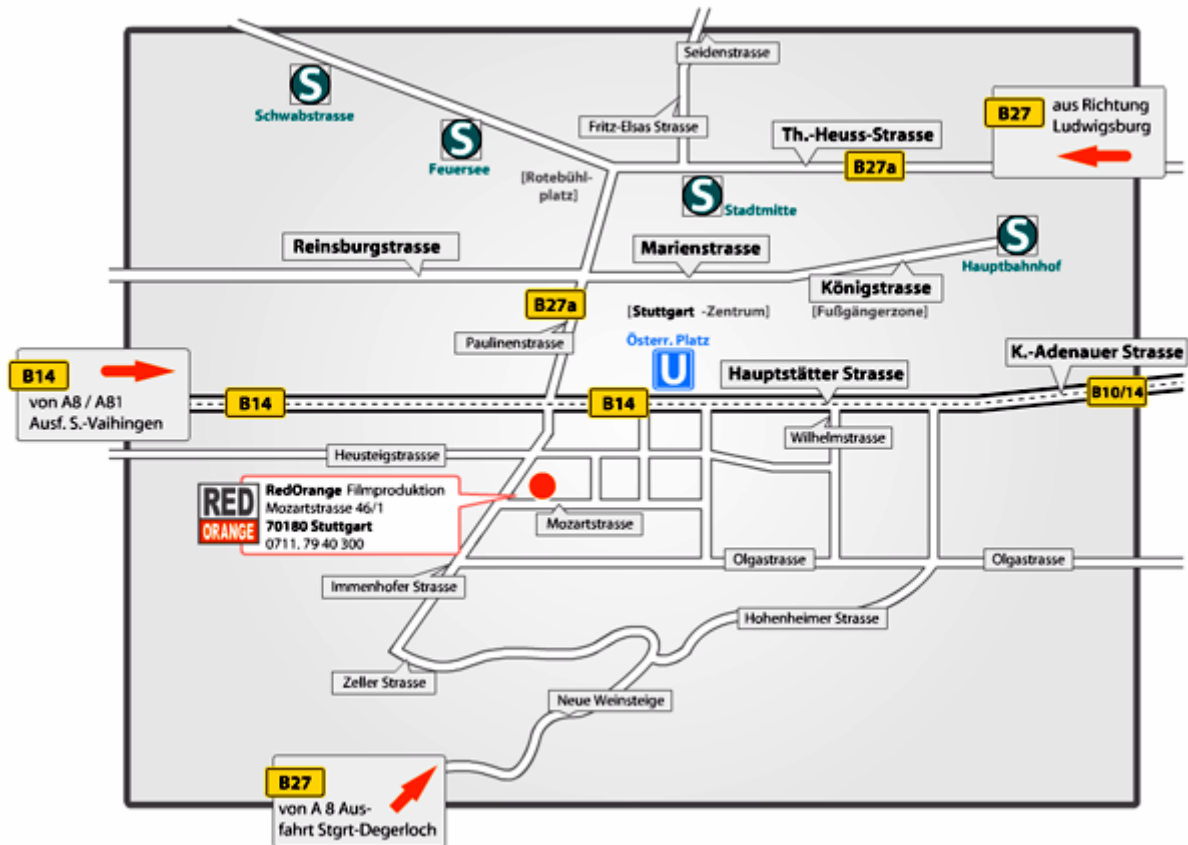 Seidenstrasse
S
Schwabstrasse
S
Feuersee
Fritz-Elsas Strasse
Th.-Heuss-Strasse
B27a
B27
aus Richtung
Ludwigsburg
[Rotebühl-
platz]
S
Stadtmitte
Reinsburgstrasse
Marienstrasse
S
Hauptbahnhof
Königstrasse
[Fußgängerzone]
B27a
[Stuttgart -Zentrum]
Paulinenstrasse
Österr. Platz
U
K.-Adenauer Strasse
B14
von A8 / A81
Ausf. S.-Vaihingen
B14
B14
Hauptstätter Strasse
B10/14
Wilhelmstrasse
Heusteigstrassse
RED
ORANGE
RedOrange Filmproduktion
Mozartstrasse 46/1
70180 Stuttgart
0711. 79 40 300
Mozartstrasse
Immenhofer Strasse
Olgastrasse
Olgastrasse
Hohenheimer Strasse
Zeller Strasse
Neue Weinsteige
B27
von A 8 Aus-
fahrt Stgrt-Degerloch